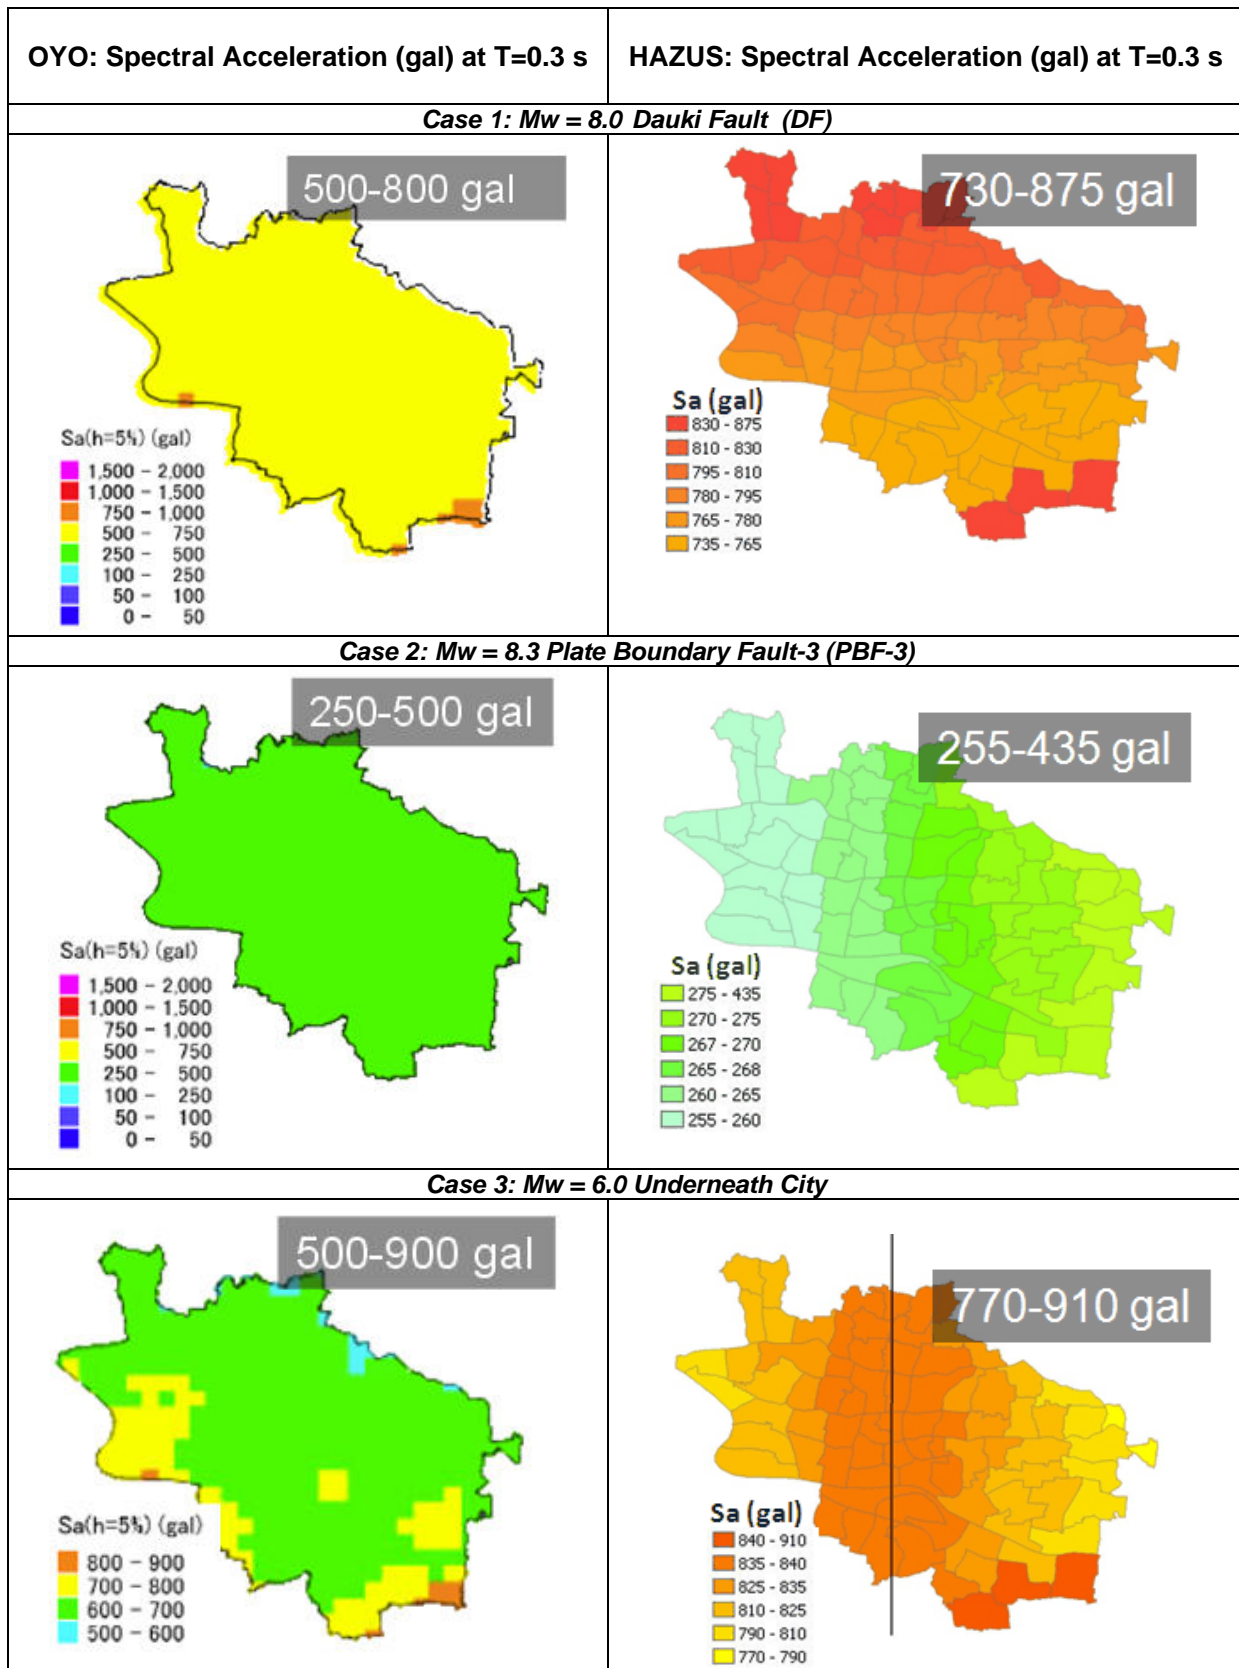 OYO: Spectral Acceleration (gal) at T=0.3 s
HAZUS: Spectral Acceleration (gal) at T=0.3 s
Case 1: Mw = 8.0 Dauki Fault (DF)
500-800 gal
Sa(h=5%) (gal)
1,500 - 2,000
1,000 - 1,500
750 - 1,000
500 - 750
250 - 500
100 - 250
50 - 100
0 - 50
730-875 gal
Sa (gal)
830 - 875
810 - 830
795 - 810
780 - 795
765 - 780
735 - 765
Case 2: Mw = 8.3 Plate Boundary Fault-3 (PBF-3)
250-500 gal
Sa(h=5%) (gal)
1,500 - 2,000
1,000 - 1,500
750 - 1,000
500 - 750
250 - 500
100 - 250
50 - 100
0 - 50
255-435 gal
Sa (gal)
275 - 435
270 - 275
267 - 270
265 - 268
260 - 265
255 - 260
Case 3: Mw = 6.0 Underneath City
500-900 gal
Sa(h=5%) (gal)
800 - 900
700 - 800
600 - 700
500 - 600
770-910 gal
Sa (gal)
840 - 910
835 - 840
825 - 835
810 - 825
790 - 810
770 - 790